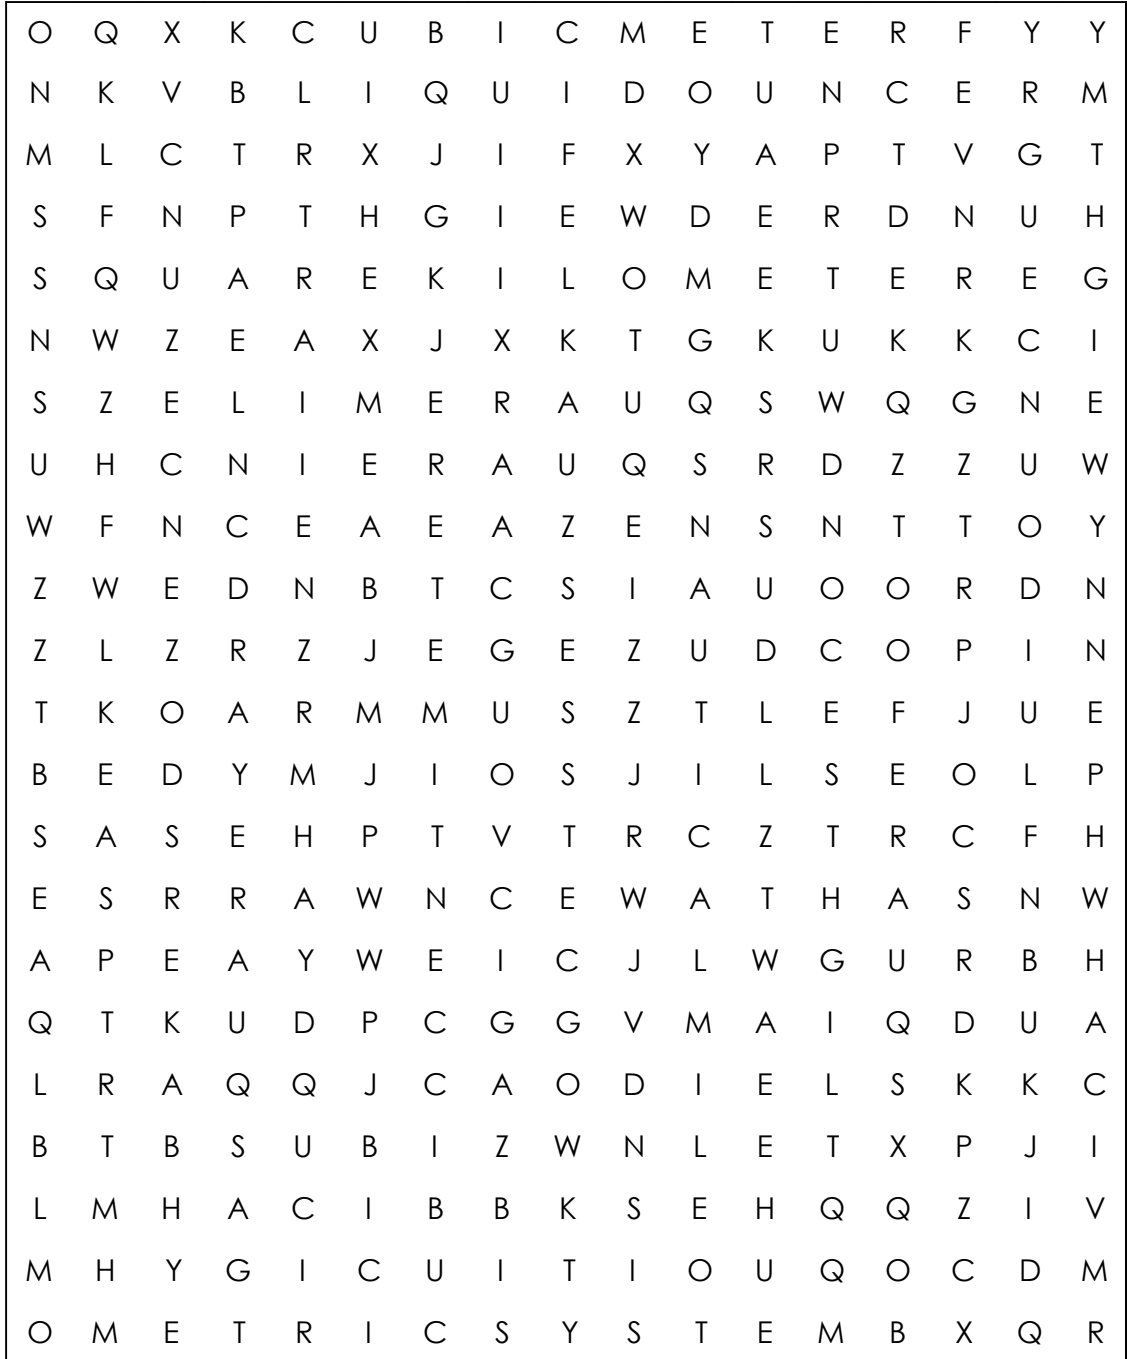 O Q X K C U B I C M E T E R F Y Y
N K V B L I Q U I D O U N C E R M
M L C T R X J I F X Y A P T V G T
S F N P T H G I E W D E R D N U H
S Q U A R E K I L O M E T E R E G
N W Z E A X J X K T G K U K K C I
S Z E L I M E R A U Q S W Q G N E
U H C N I E R A U Q S R D Z Z U W
W F N C E A E A Z E N S N T T O Y
Z W E D N B T C S I A U O O R D N
Z L Z R Z J E G E Z U D C O P I N
T K O A R M M U S Z T L E F J U E
B E D Y M J I O S J I L S E O L P
S A S E H P T V T R C Z T R C F H
E S R R A W N C E W A T H A S N W
A P E A Y W E I C J L W G U R B H
Q T K U D P C G G V M A I Q D U A
L R A Q Q J C A O D I E L S K K C
B T B S U B I Z W N L E T X P J I
L M H A C I B B K S E H Q Q Z I V
M H Y G I C U I T I O U Q O C D M
O M E T R I C S Y S T E M B X Q R